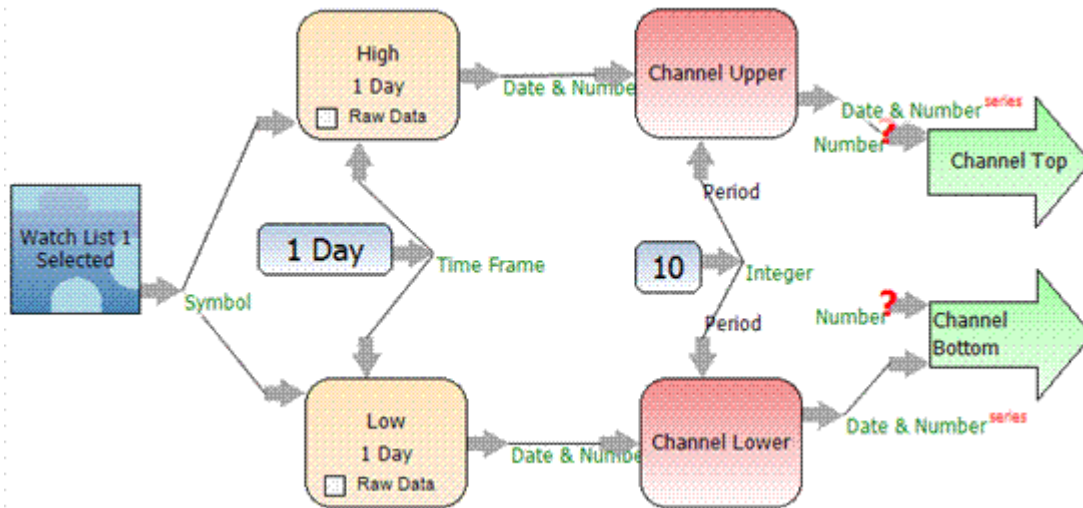 High
1 Day
Raw Data
Date & Number
Channel Upper
Date & Number series
Number ?
Channel Top
Watch List 1
Selected
Symbol
1 Day
Time Frame
Period
10
Integer
Period
Number ?
Channel
Bottom
Low
1 Day
Raw Data
Date & Number
Channel Lower
Date & Number series